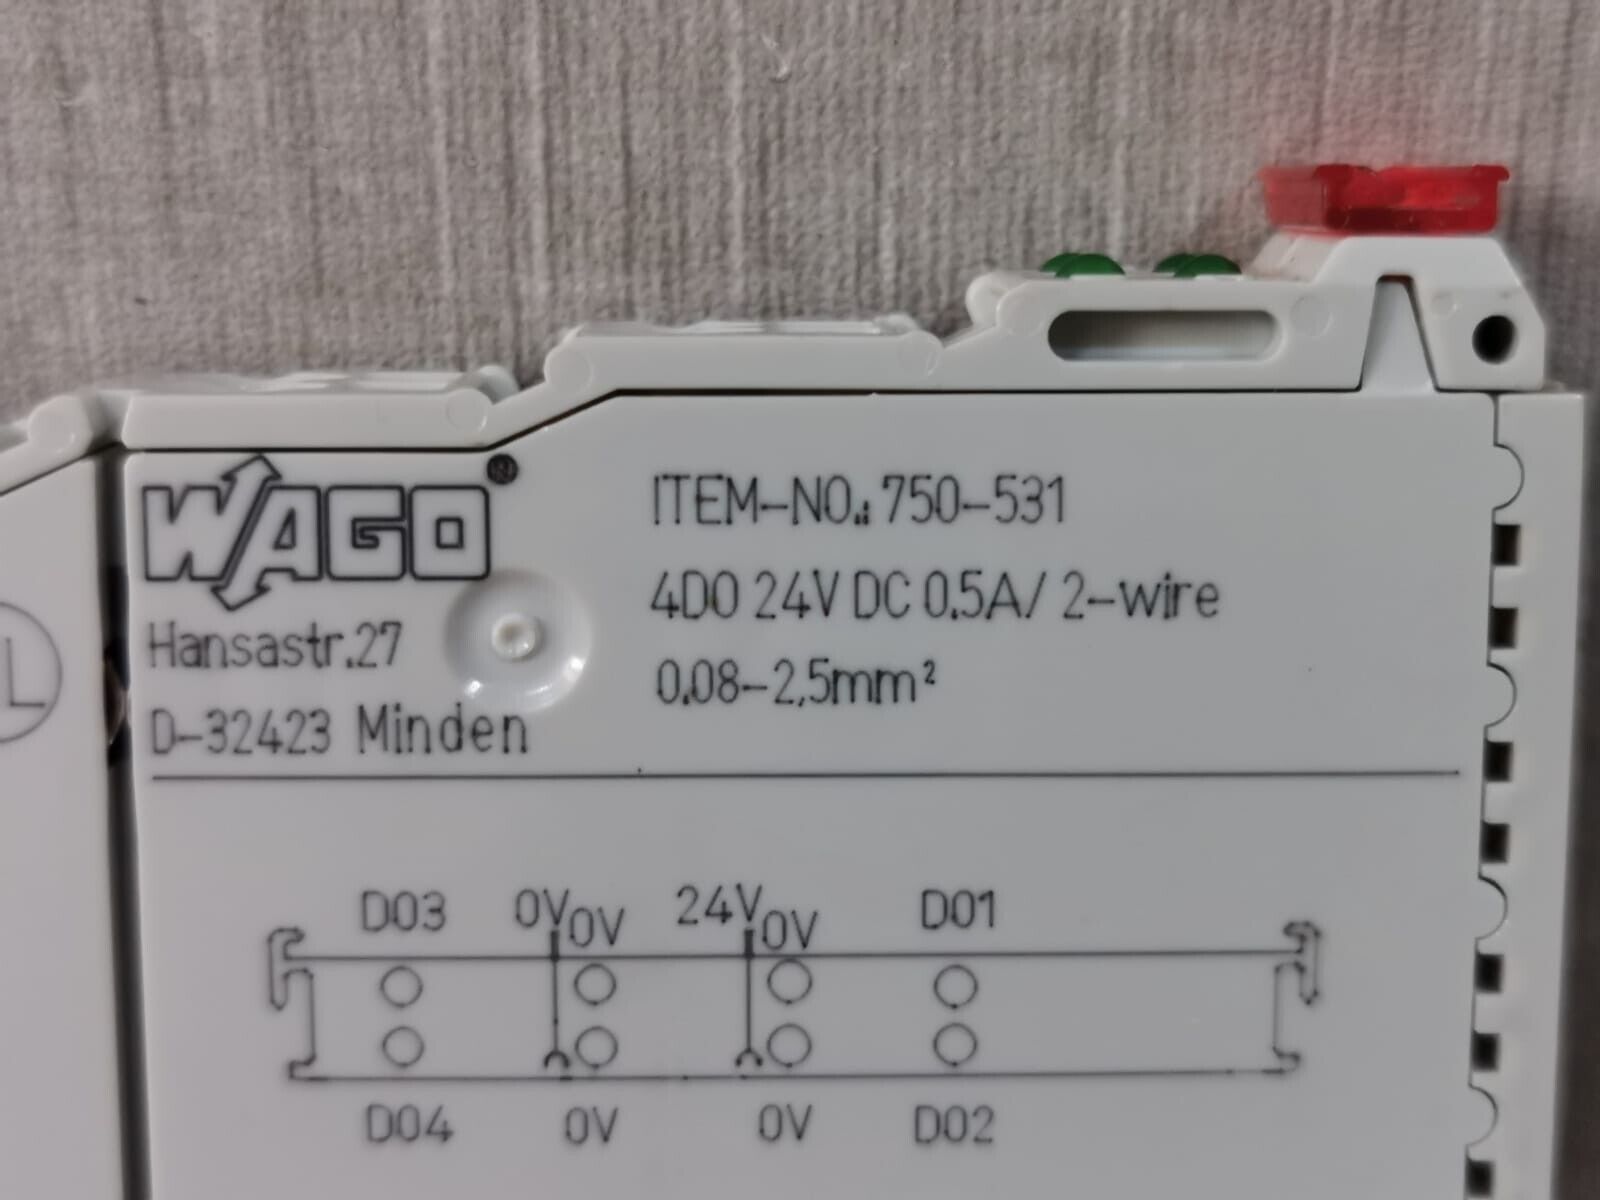 WAGO®
Hansastr.27
D-32423 Minden
ITEM-NO.: 750-531
4DO 24V DC 0.5A/ 2-wire
0.08-2.5mm²
L
DO3 0V 0V 24V 0V DO1
DO4 0V 0V DO2